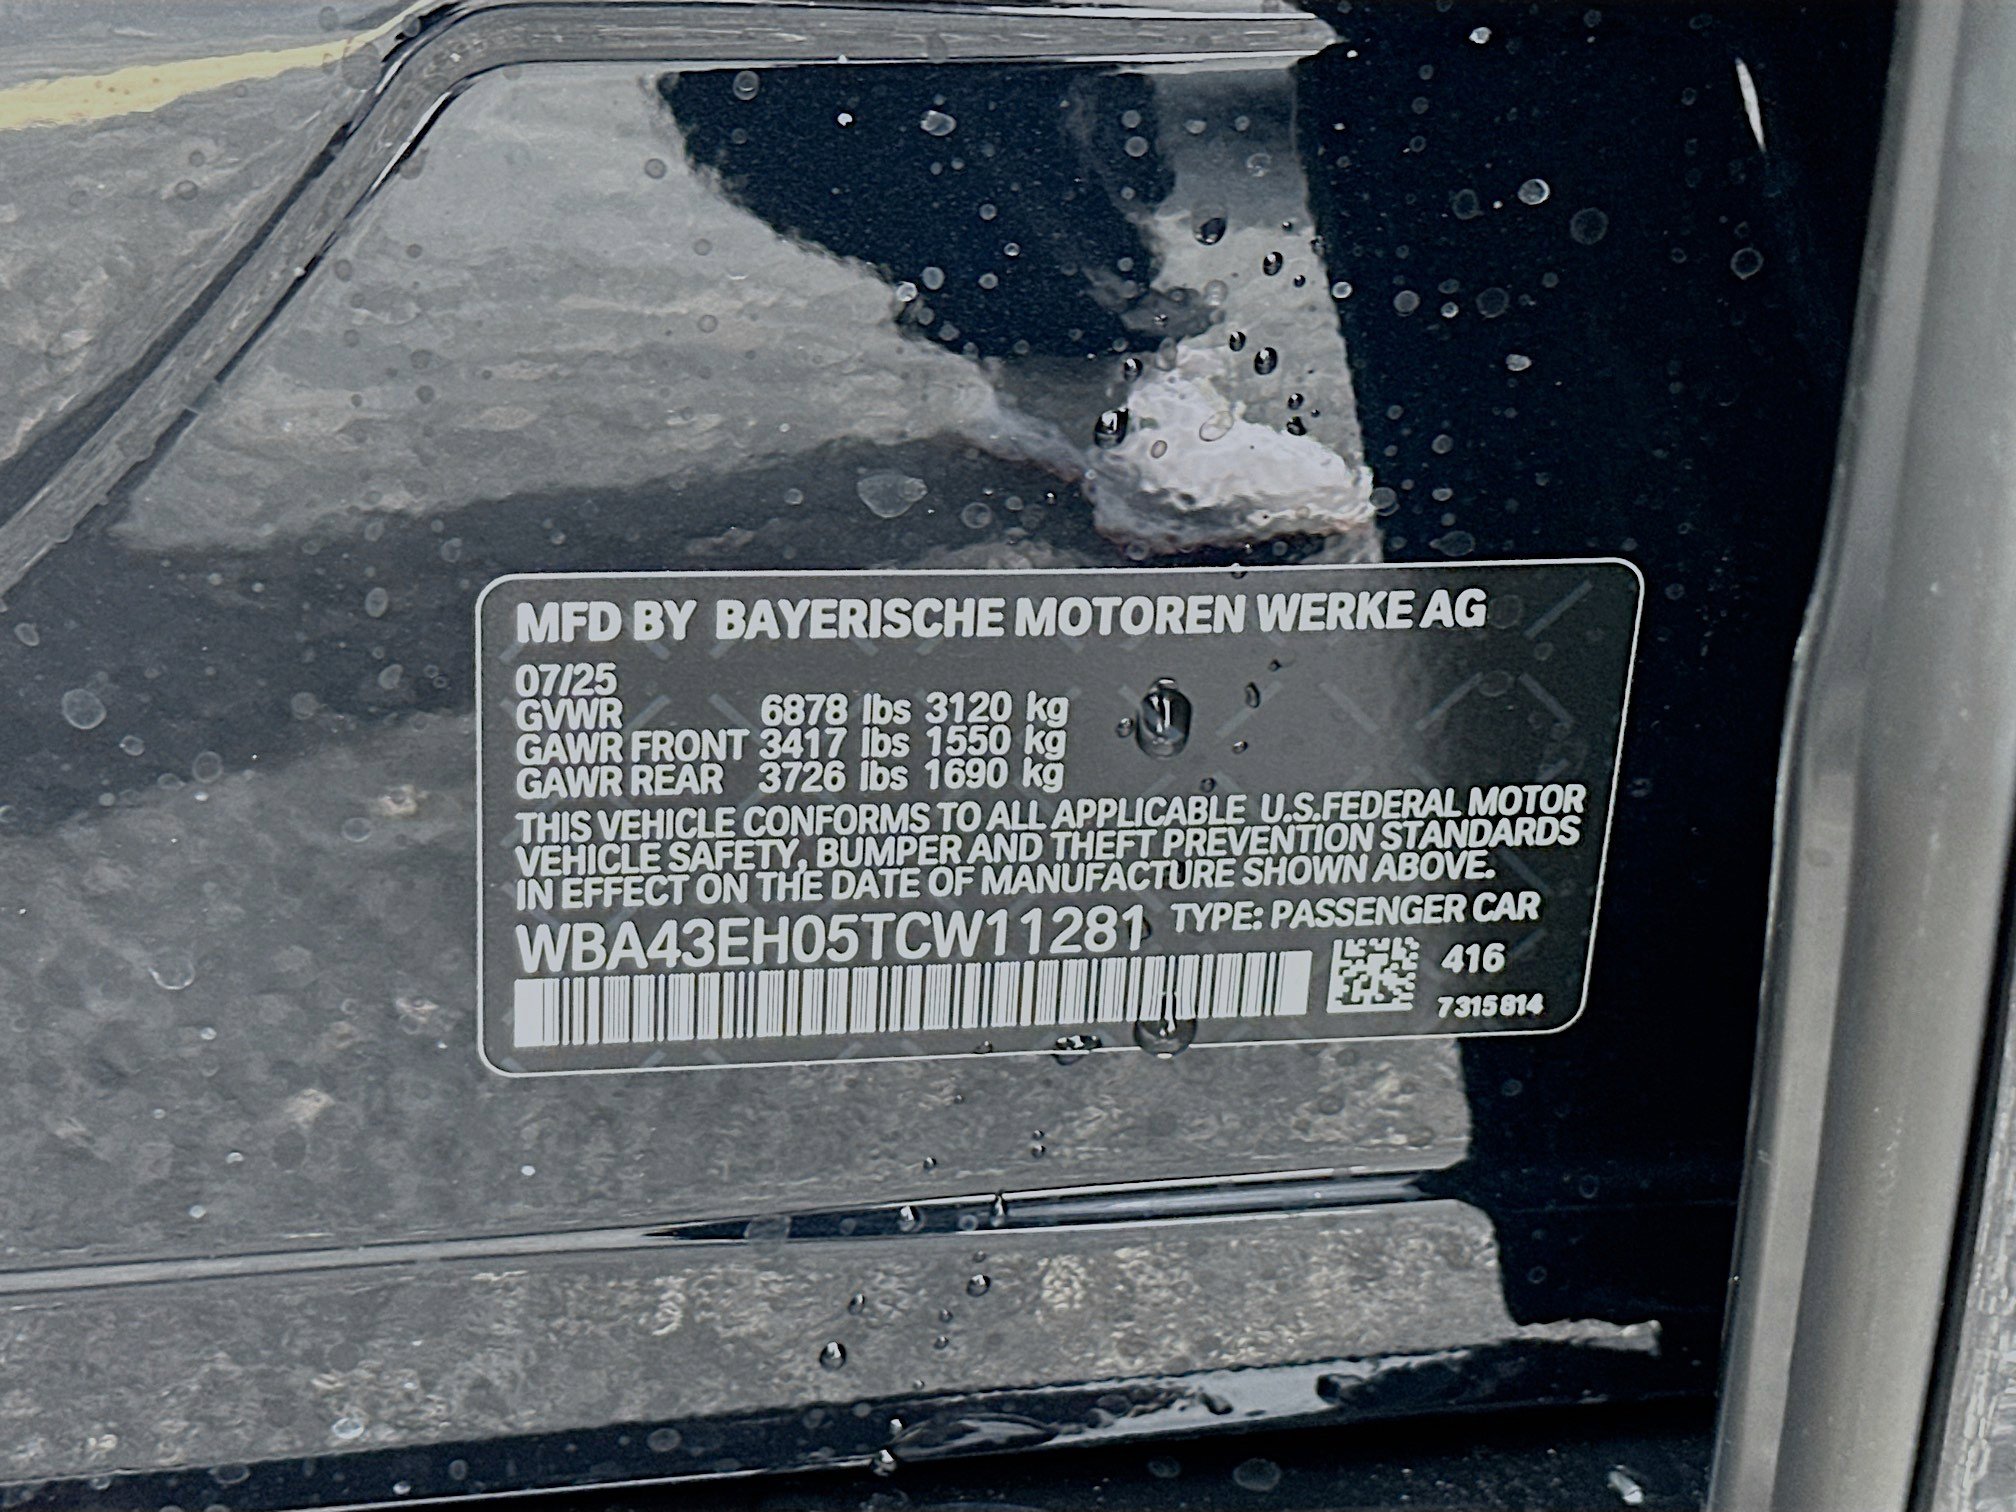 MFD BY BAYERISCHE MOTOREN WERKE AG
07/25
GVWR 6878 lbs 3120 kg
GAWR FRONT 3417 lbs 1550 kg
GAWR REAR 3726 lbs 1690 kg
THIS VEHICLE CONFORMS TO ALL APPLICABLE U.S.FEDERAL MOTOR
VEHICLE SAFETY, BUMPER AND THEFT PREVENTION STANDARDS
IN EFFECT ON THE DATE OF MANUFACTURE SHOWN ABOVE.
WBA43EH05TCW11281 TYPE: PASSENGER CAR
416
7315814